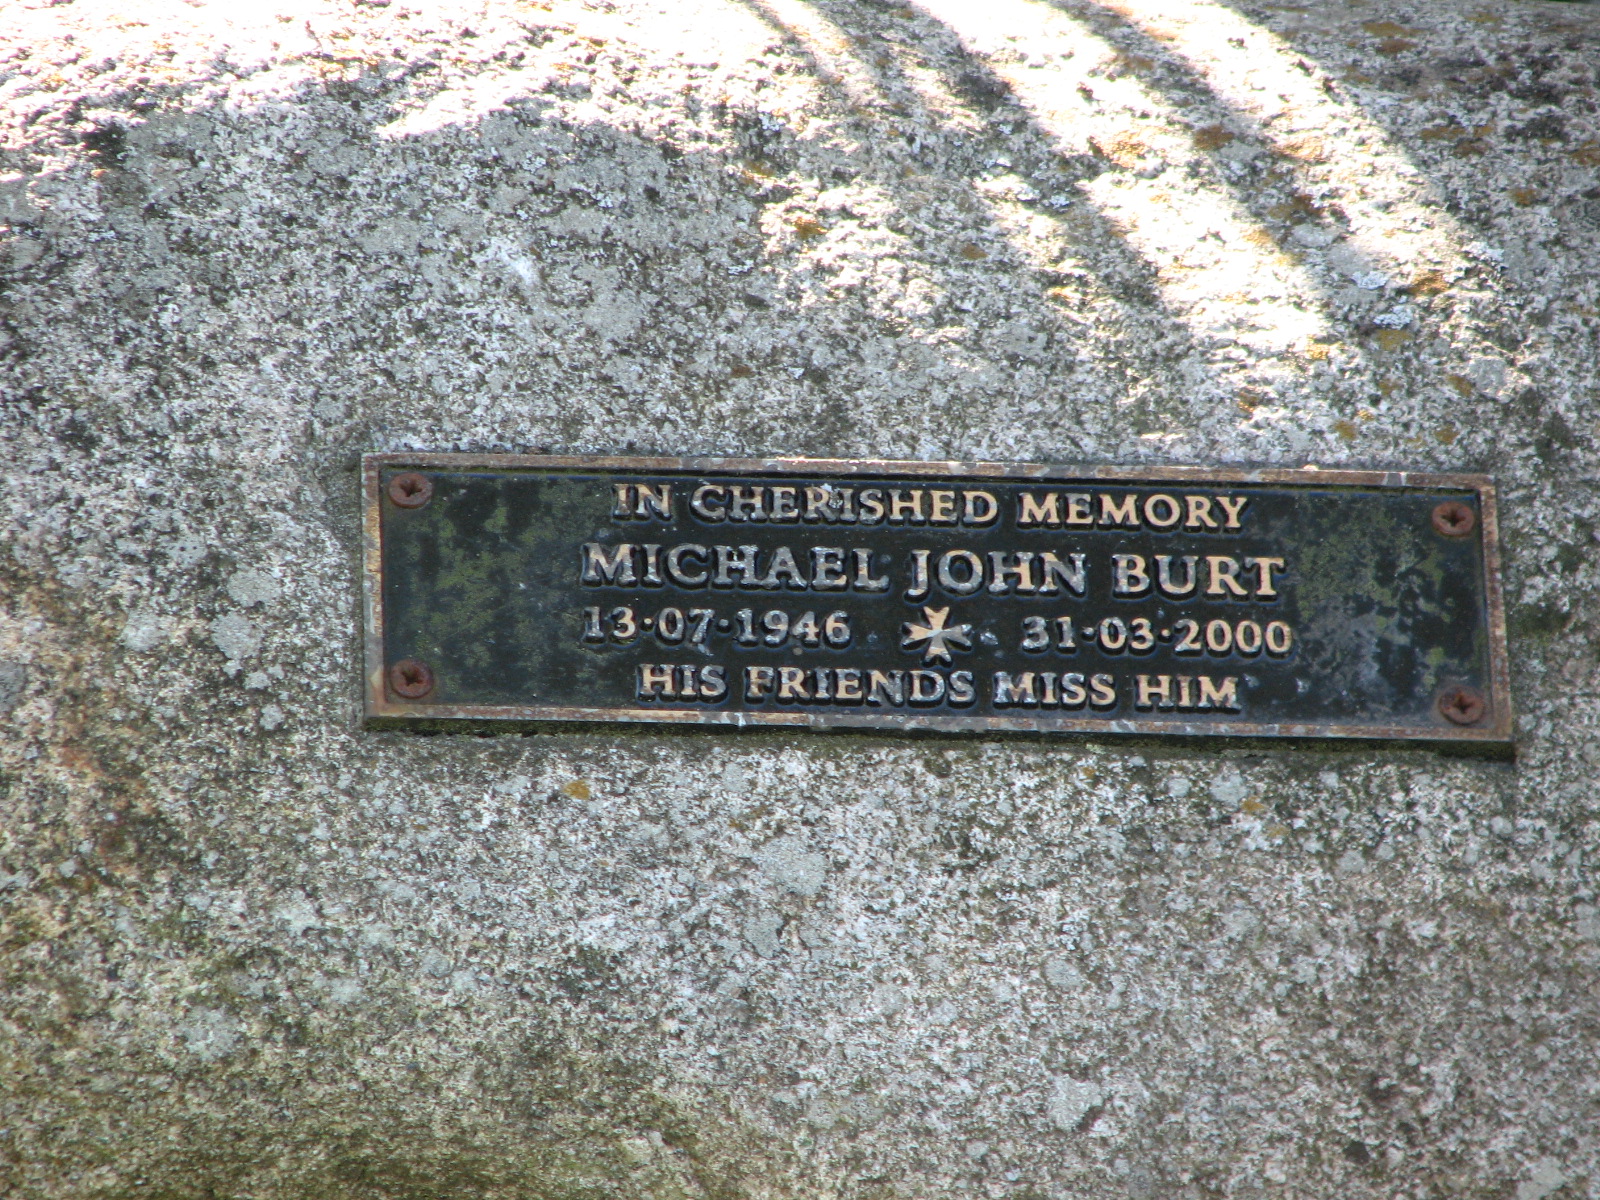 IN CHERISHED MEMORY
MICHAEL JOHN BURT
13·07·1946 31·03·2000
HIS FRIENDS MISS HIM